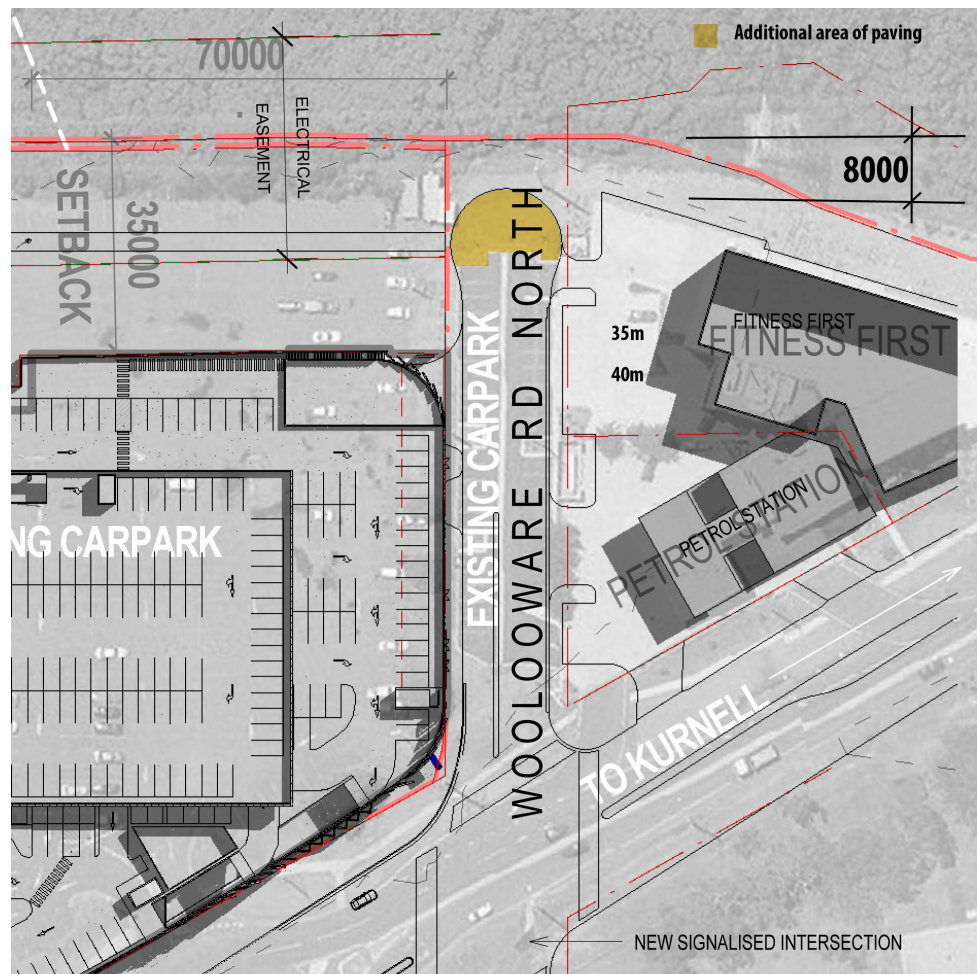 Additional area of paving
70000
ELECTRICAL
EASEMENT
8000
SETBACK
35000
WOOLOOWARE RD NORTH
EXISTING CARPARK
FITNESS FIRST
FITNESS FIRST
35m
40m
PETROL STATION
PETROL STATION
NG CARPARK
TO KURNELL
NEW SIGNALISED INTERSECTION